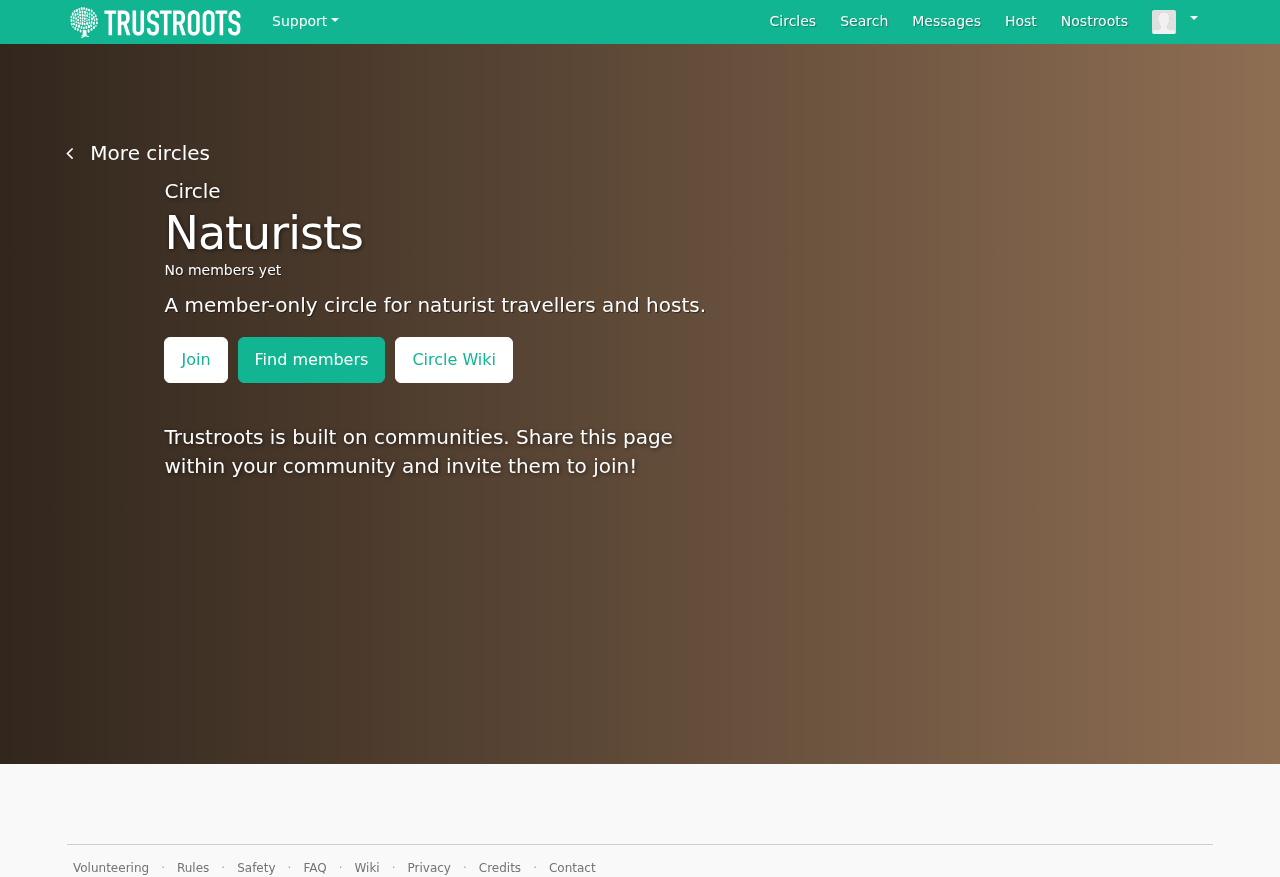 TRUSTROOTS Support Circles Search Messages Host Nostroots
More circles
Circle
Naturists
No members yet
A member-only circle for naturist travellers and hosts.
Join Find members Circle Wiki
Trustroots is built on communities. Share this page
within your community and invite them to join!
Volunteering · Rules · Safety · FAQ · Wiki · Privacy · Credits · Contact